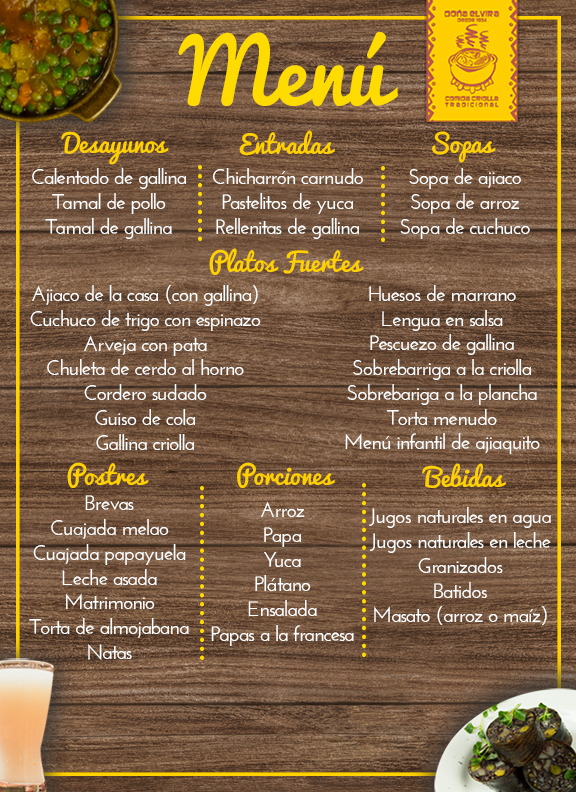 DOÑA ELVIRA
DESDE 1934
COMIDA CRIOLLA
TRADICIONAL
Menú
Desayunos
Calentado de gallina
Tamal de pollo
Tamal de gallina
Entradas
Chicharrón carnudo
Pastelitos de yuca
Rellenitas de gallina
Sopas
Sopa de ajiaco
Sopa de arroz
Sopa de cuchuco
Platos Fuertes
Ajiaco de la casa (con gallina)
Cuchuco de trigo con espinazo
Arveja con pata
Chuleta de cerdo al horno
Cordero sudado
Guiso de cola
Gallina criolla
Huesos de marrano
Lengua en salsa
Pescuezo de gallina
Sobrebarriga a la criolla
Sobrebariga a la plancha
Torta menudo
Menú infantil de ajiaquito
Postres
Brevas
Cuajada melao
Cuajada papayuela
Leche asada
Matrimonio
Torta de almojabana
Natas
Porciones
Arroz
Papa
Yuca
Plátano
Ensalada
Papas a la francesa
Bebidas
Jugos naturales en agua
Jugos naturales en leche
Granizados
Batidos
Masato (arroz o maíz)